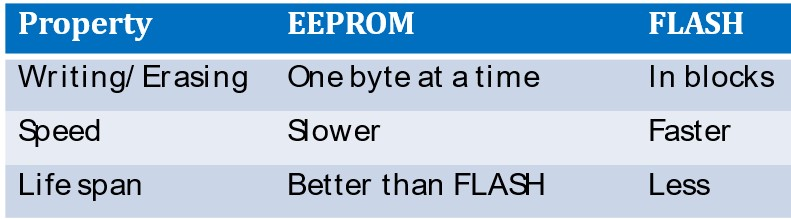 Property EEPROM FLASH
Writing/ Erasing One byte at a time In blocks
Speed Slower Faster
Life span Better than FLASH Less